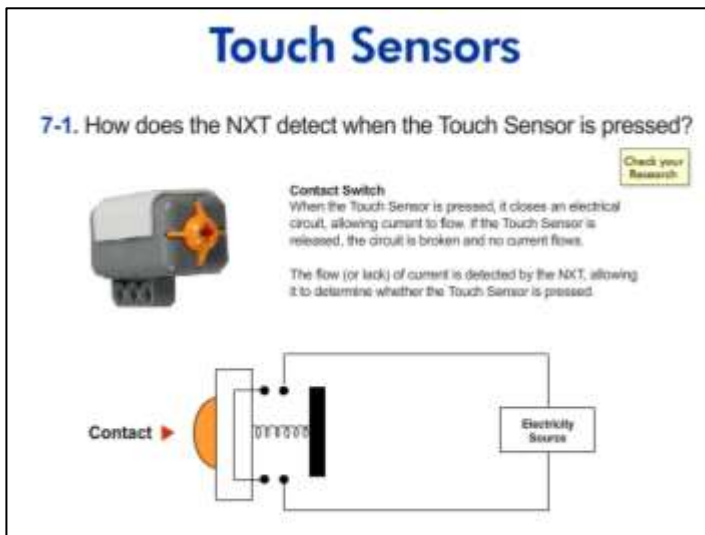 Touch Sensors
7-1. How does the NXT detect when the Touch Sensor is pressed?
Check your
Research
Contact Switch
When the Touch Sensor is pressed, it closes an electrical
circuit, allowing current to flow. If the Touch Sensor is
released, the circuit is broken and no current flows.
The flow (or lack) of current is detected by the NXT, allowing
it to determine whether the Touch Sensor is pressed.
Contact
Electricity
Source